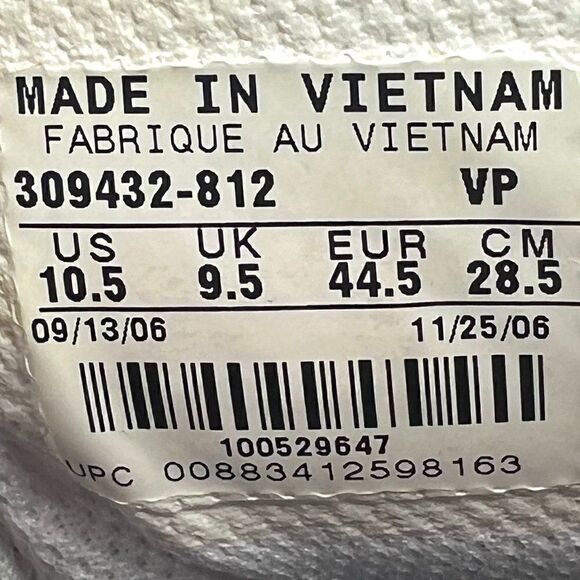 MADE IN VIETNAM
FABRIQUE AU VIETNAM
309432-812 VP
US UK EUR CM
10.5 9.5 44.5 28.5
09/13/06 11/25/06
100529647
UPC 00883412598163